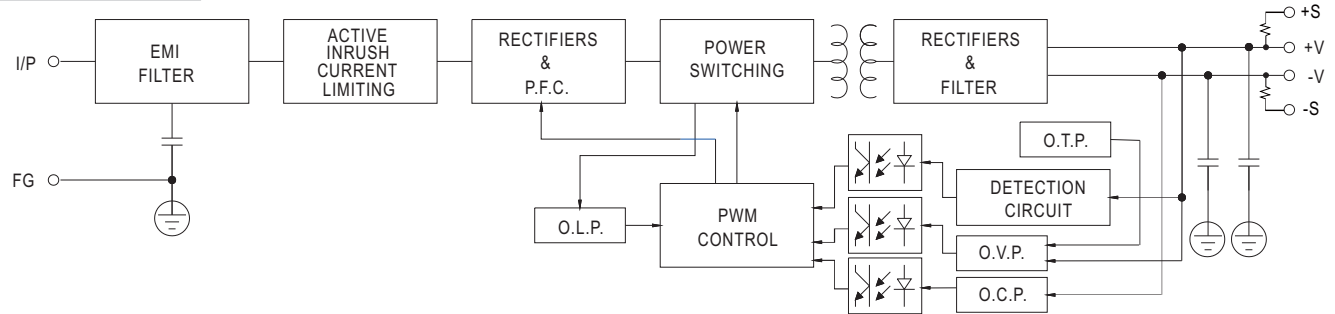 I/P
EMI
FILTER
ACTIVE
INRUSH
CURRENT
LIMITING
RECTIFIERS
&
P.F.C.
POWER
SWITCHING
RECTIFIERS
&
FILTER
+S
+V
-V
-S
FG
O.L.P.
PWM
CONTROL
O.T.P.
DETECTION
CIRCUIT
O.V.P.
O.C.P.